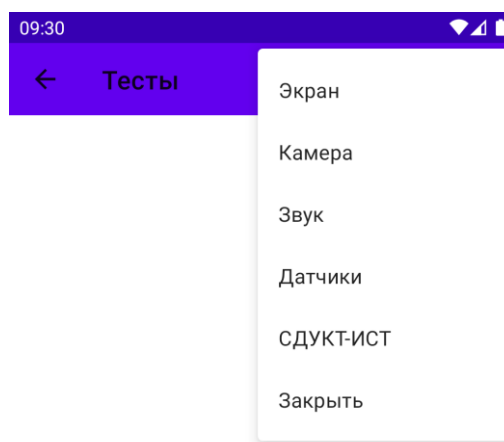 09:30
Тесты
Экран
Камера
Звук
Датчики
СДУКТ-ИСТ
Закрыть